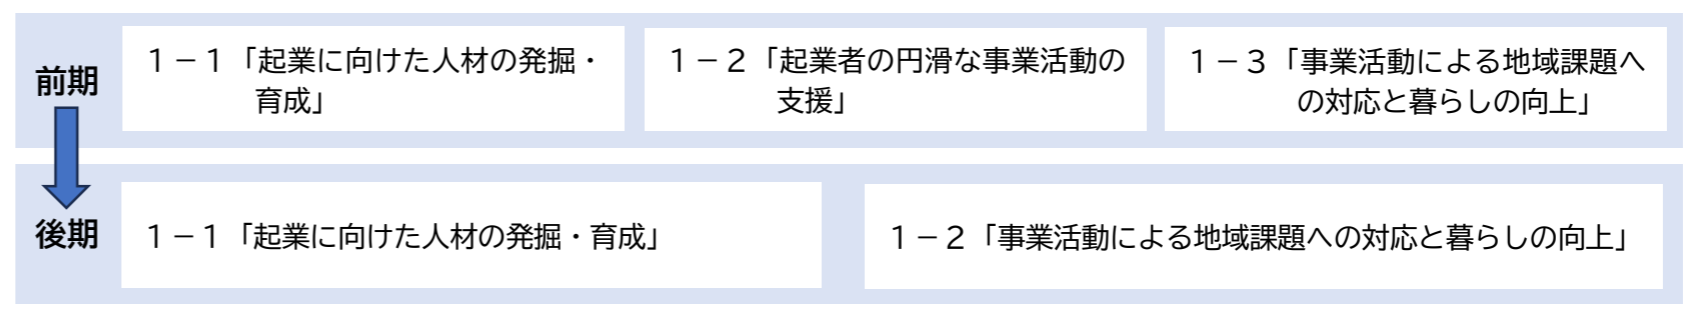 前期
１－１「起業に向けた人材の発掘・
育成」
１－２「起業者の円滑な事業活動の
支援」
１－３「事業活動による地域課題へ
の対応と暮らしの向上」
後期
１－１「起業に向けた人材の発掘・育成」
１－２「事業活動による地域課題への対応と暮らしの向上」